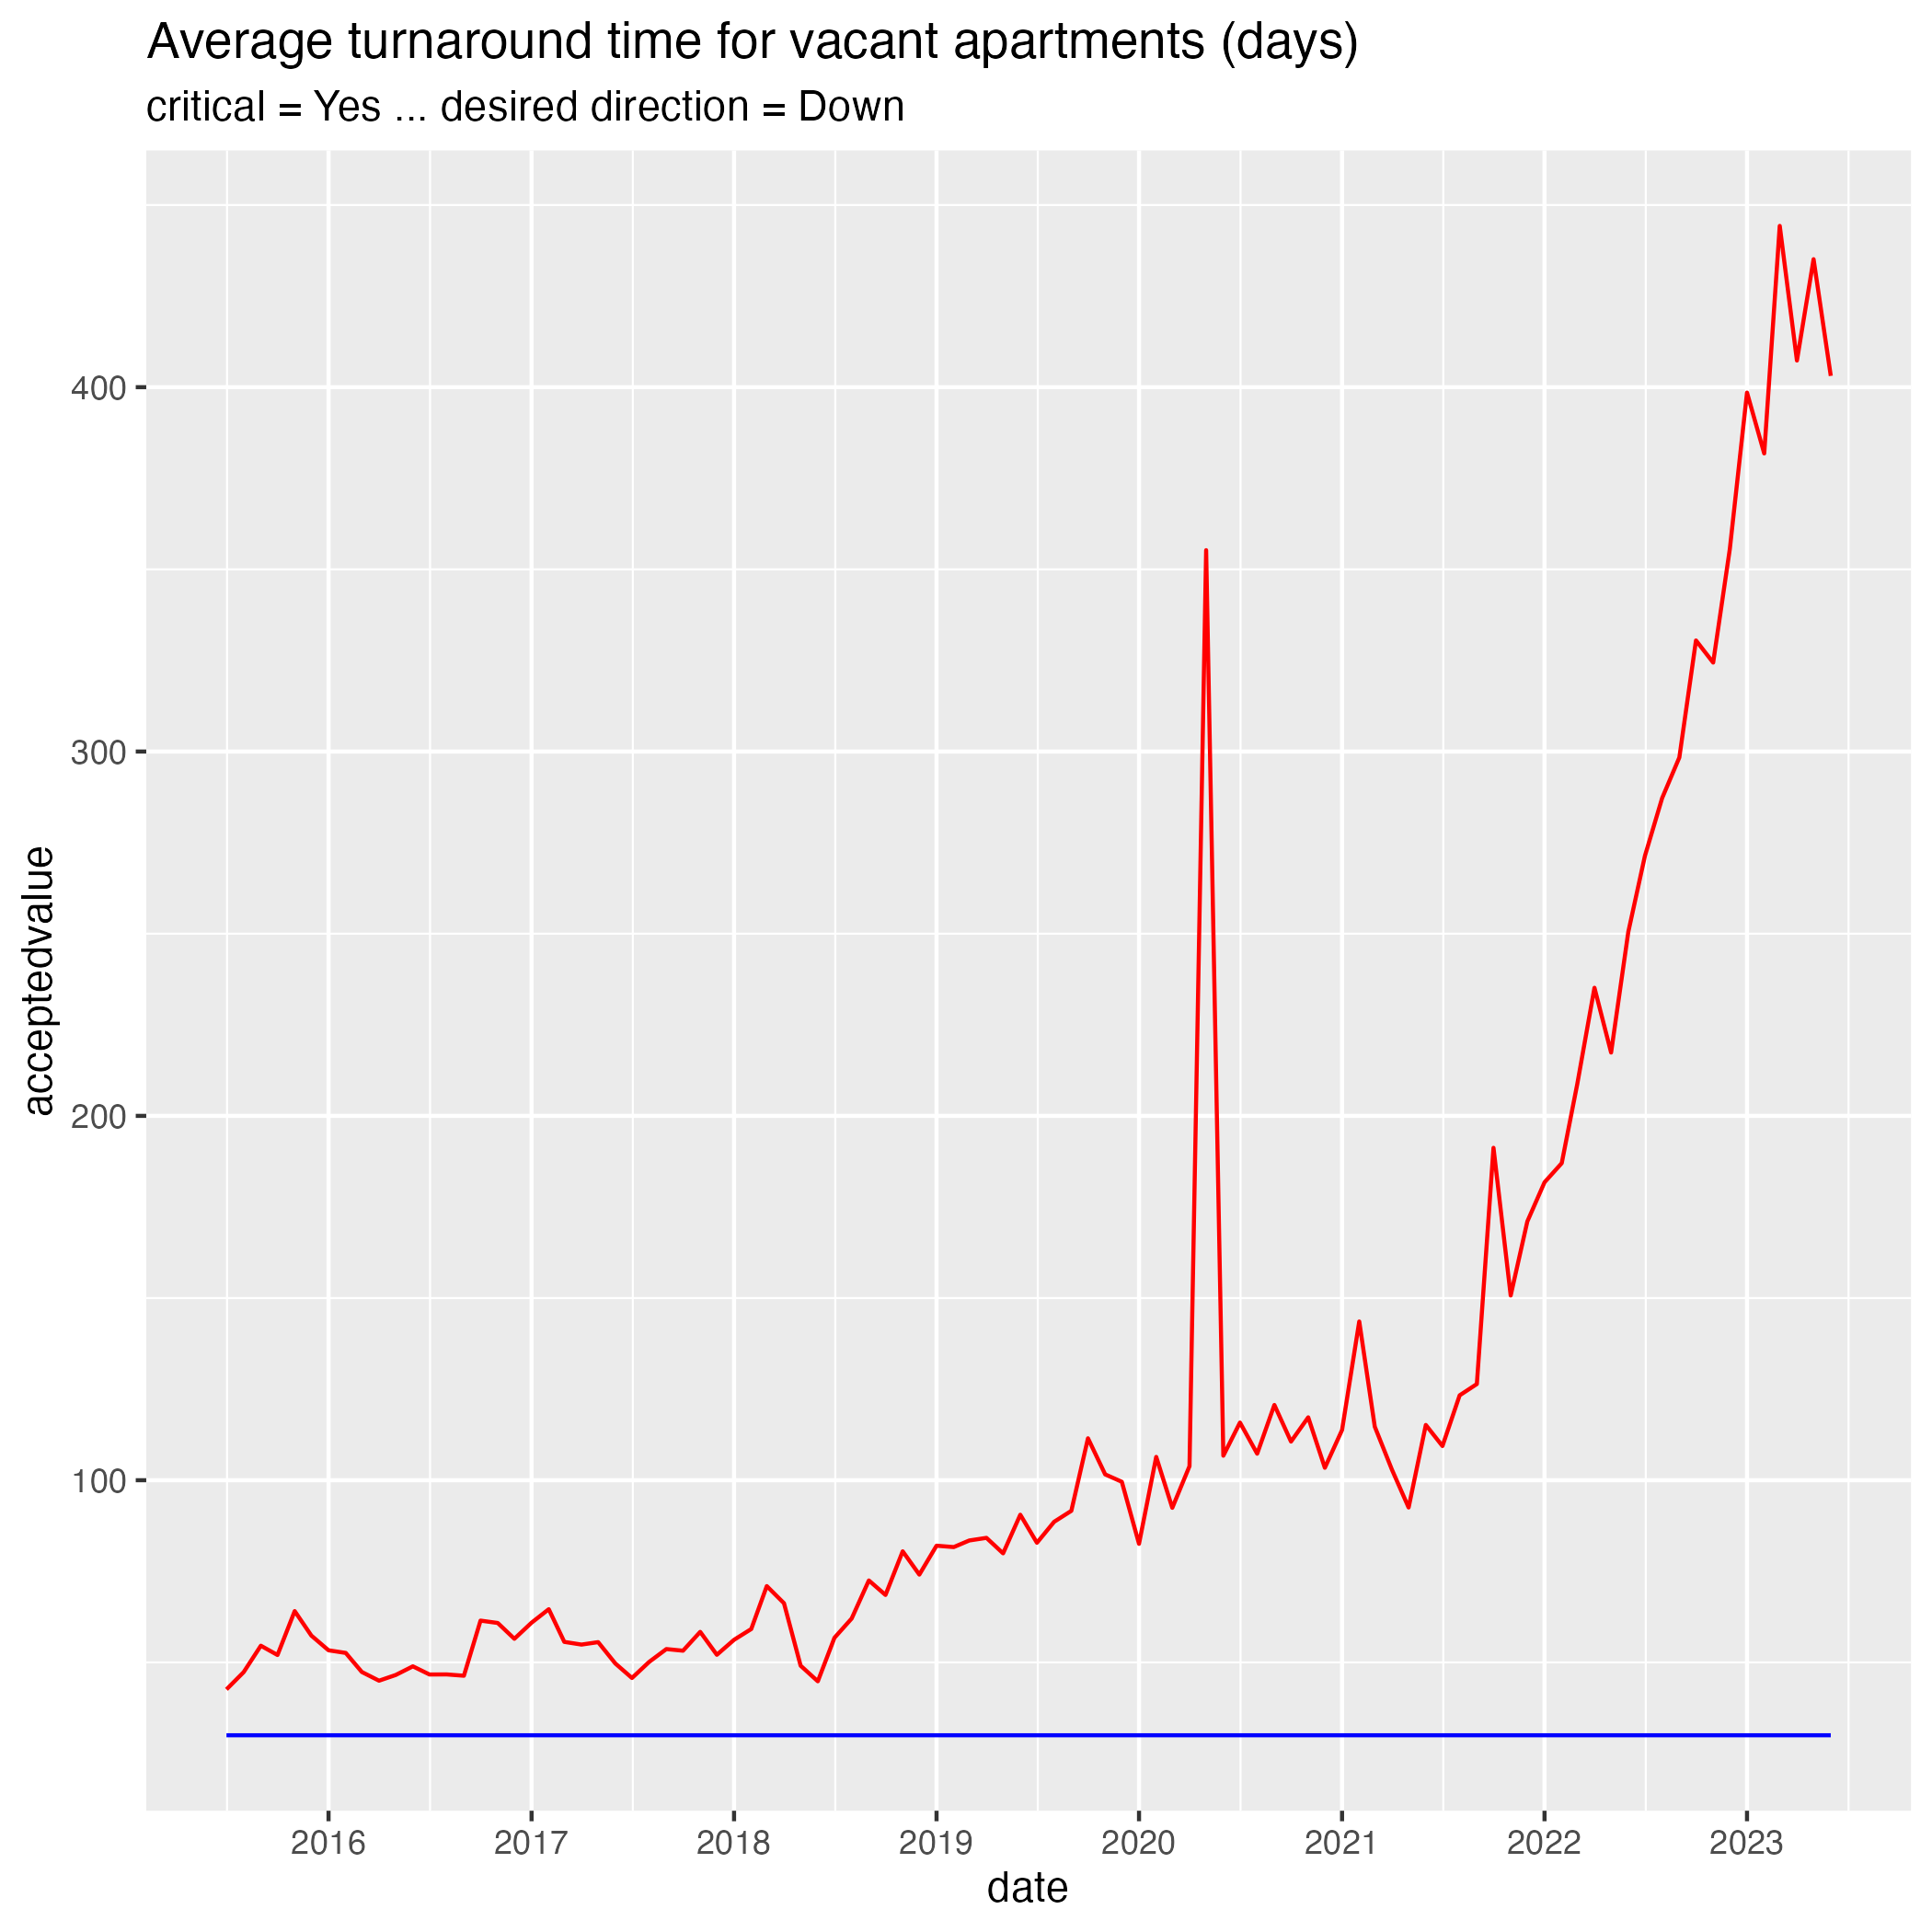 Average turnaround time for vacant apartments (days)
critical = Yes ... desired direction = Down
acceptedvalue
400
300
200
100
2016 2017 2018 2019 2020 2021 2022 2023
date